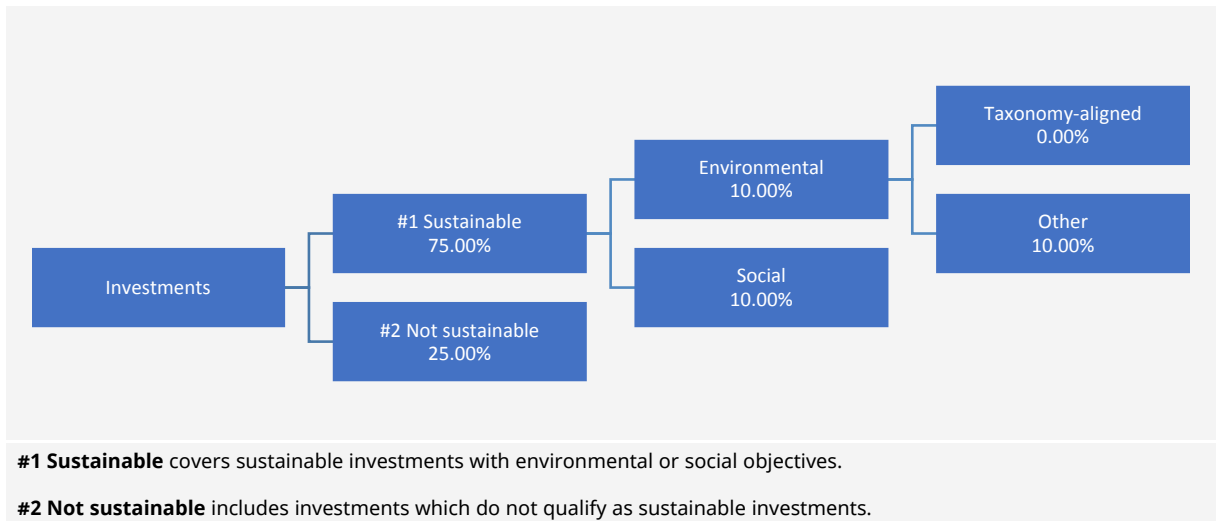 Investments
#1 Sustainable
75.00%
#2 Not sustainable
25.00%
Environmental
10.00%
Social
10.00%
Taxonomy-aligned
0.00%
Other
10.00%
#1 Sustainable covers sustainable investments with environmental or social objectives.
#2 Not sustainable includes investments which do not qualify as sustainable investments.